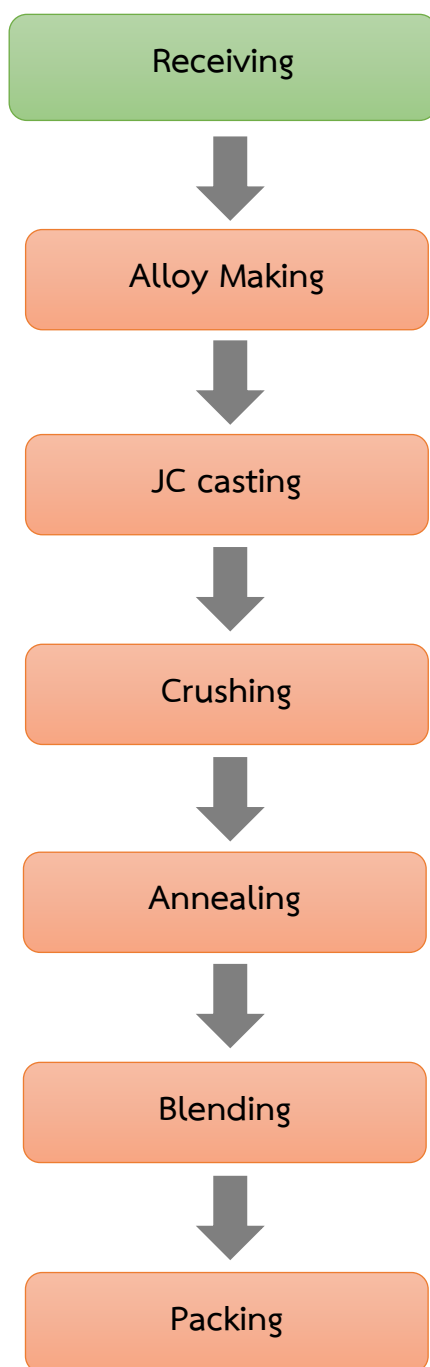 Receiving
Alloy Making
JC casting
Crushing
Annealing
Blending
Packing